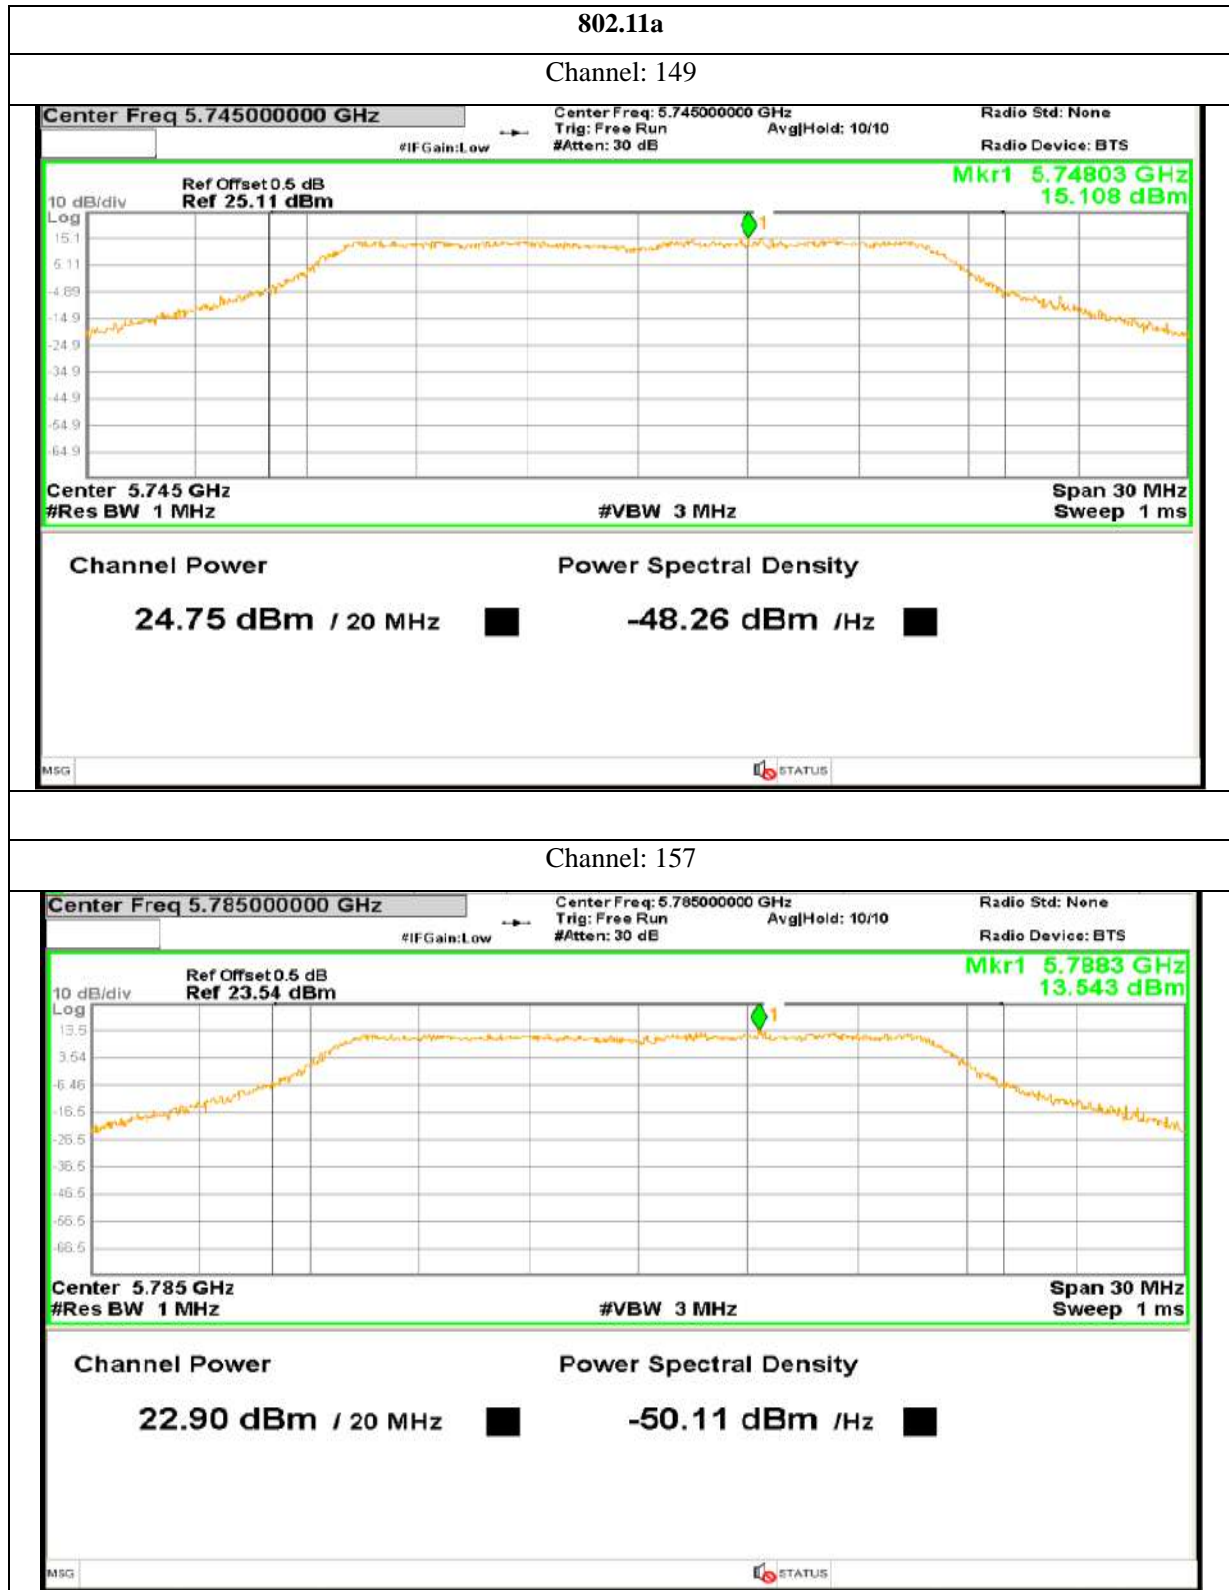 802.11a
Channel: 149
Center Freq 5.745000000 GHz
#IFGain:Low
Center Freq: 5.745000000 GHz
Trig: Free Run Avg|Hold: 10/10
#Atten: 30 dB
Radio Std: None
Radio Device: BTS
Ref Offset 0.5 dB
10 dB/div Ref 25.11 dBm
Mkr1 5.74803 GHz
15.108 dBm
Log
1
15.1
5.11
-4.89
-14.9
-24.9
-34.9
-44.9
-54.9
-64.9
Center 5.745 GHz Span 30 MHz
#Res BW 1 MHz #VBW 3 MHz Sweep 1 ms
Channel Power Power Spectral Density
24.75 dBm / 20 MHz -48.26 dBm /Hz
MSG STATUS
Channel: 157
Center Freq 5.785000000 GHz
#IFGain:Low
Center Freq: 5.785000000 GHz
Trig: Free Run Avg|Hold: 10/10
#Atten: 30 dB
Radio Std: None
Radio Device: BTS
Ref Offset 0.5 dB
10 dB/div Ref 23.54 dBm
Mkr1 5.7883 GHz
13.543 dBm
Log
1
13.5
3.54
-6.46
-16.5
-26.5
-36.5
-46.5
-56.5
-66.5
Center 5.785 GHz Span 30 MHz
#Res BW 1 MHz #VBW 3 MHz Sweep 1 ms
Channel Power Power Spectral Density
22.90 dBm / 20 MHz -50.11 dBm /Hz
MSG STATUS